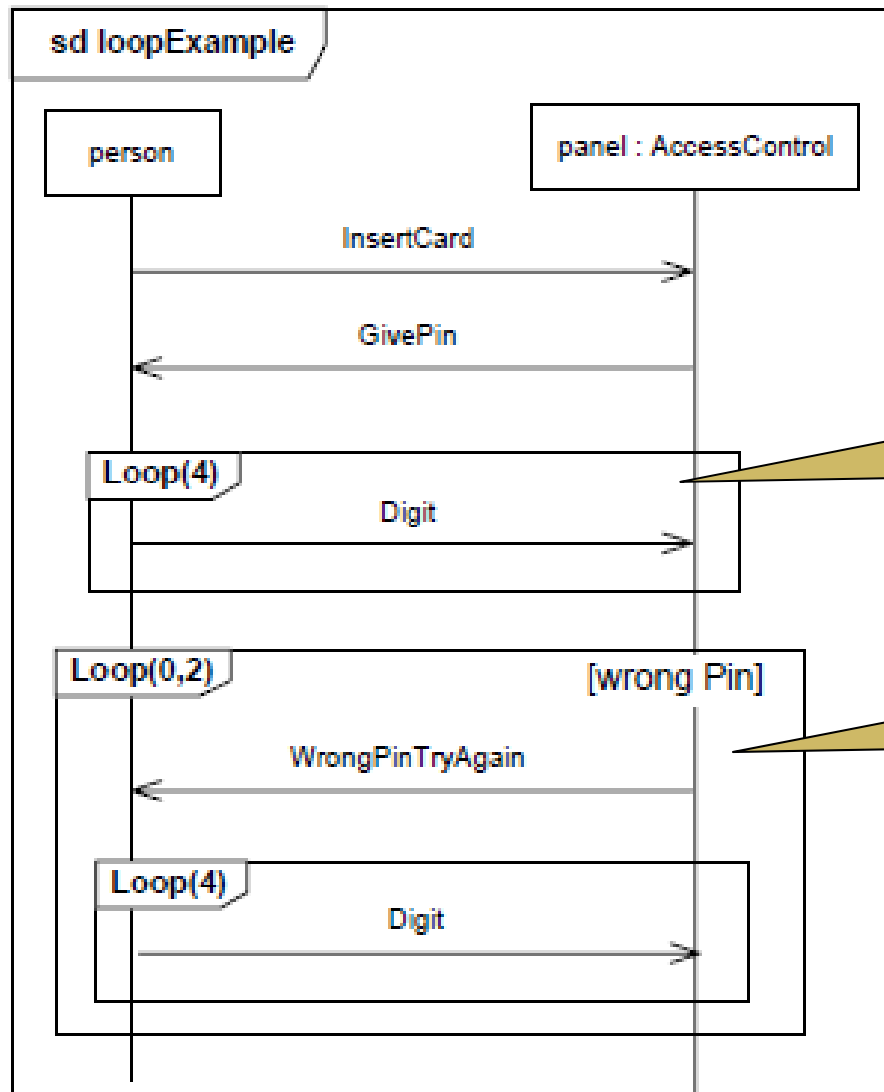 sd loopExample
person
panel : AccessControl
InsertCard
GivePin
Loop(4)
Digit
Loop(0,2)
[wrong Pin]
WrongPinTryAgain
Loop(4)
Digit